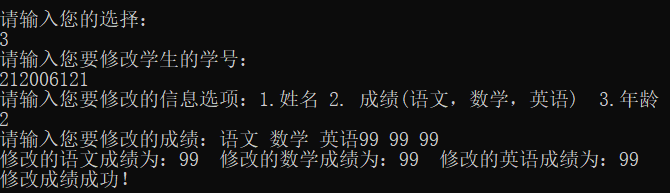 请输入您的选择：
3
请输入您要修改学生的学号：
212006121
请输入您要修改的信息选项：1.姓名 2. 成绩(语文，数学，英语)  3.年龄
2
请输入您要修改的成绩：语文 数学 英语99 99 99
修改的语文成绩为：99  修改的数学成绩为：99  修改的英语成绩为：99
修改成绩成功！